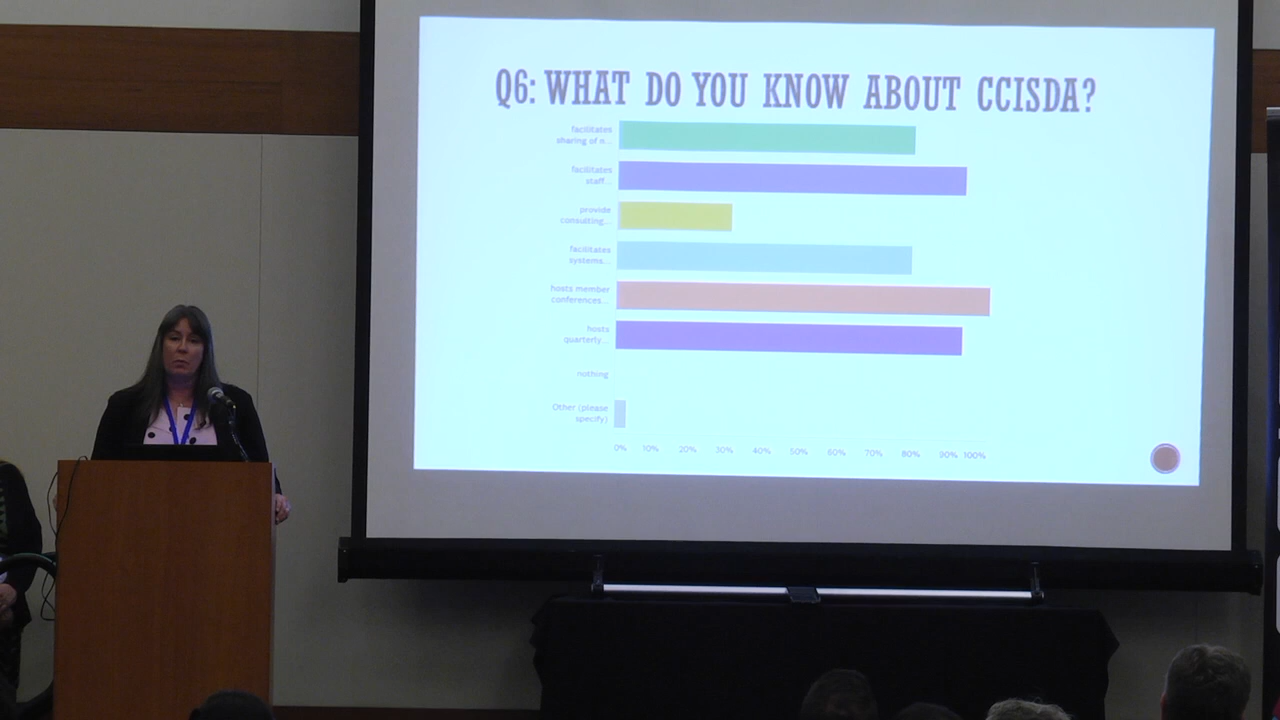 Q6: WHAT DO YOU KNOW ABOUT CCISDA?
facilitates
sharing of n...
facilitates
staff...
provide
consulting...
facilitates
systems...
hosts member
conferences...
hosts
quarterly...
nothing
Other (please
specify)
0% 10% 20% 30% 40% 50% 60% 70% 80% 90% 100%